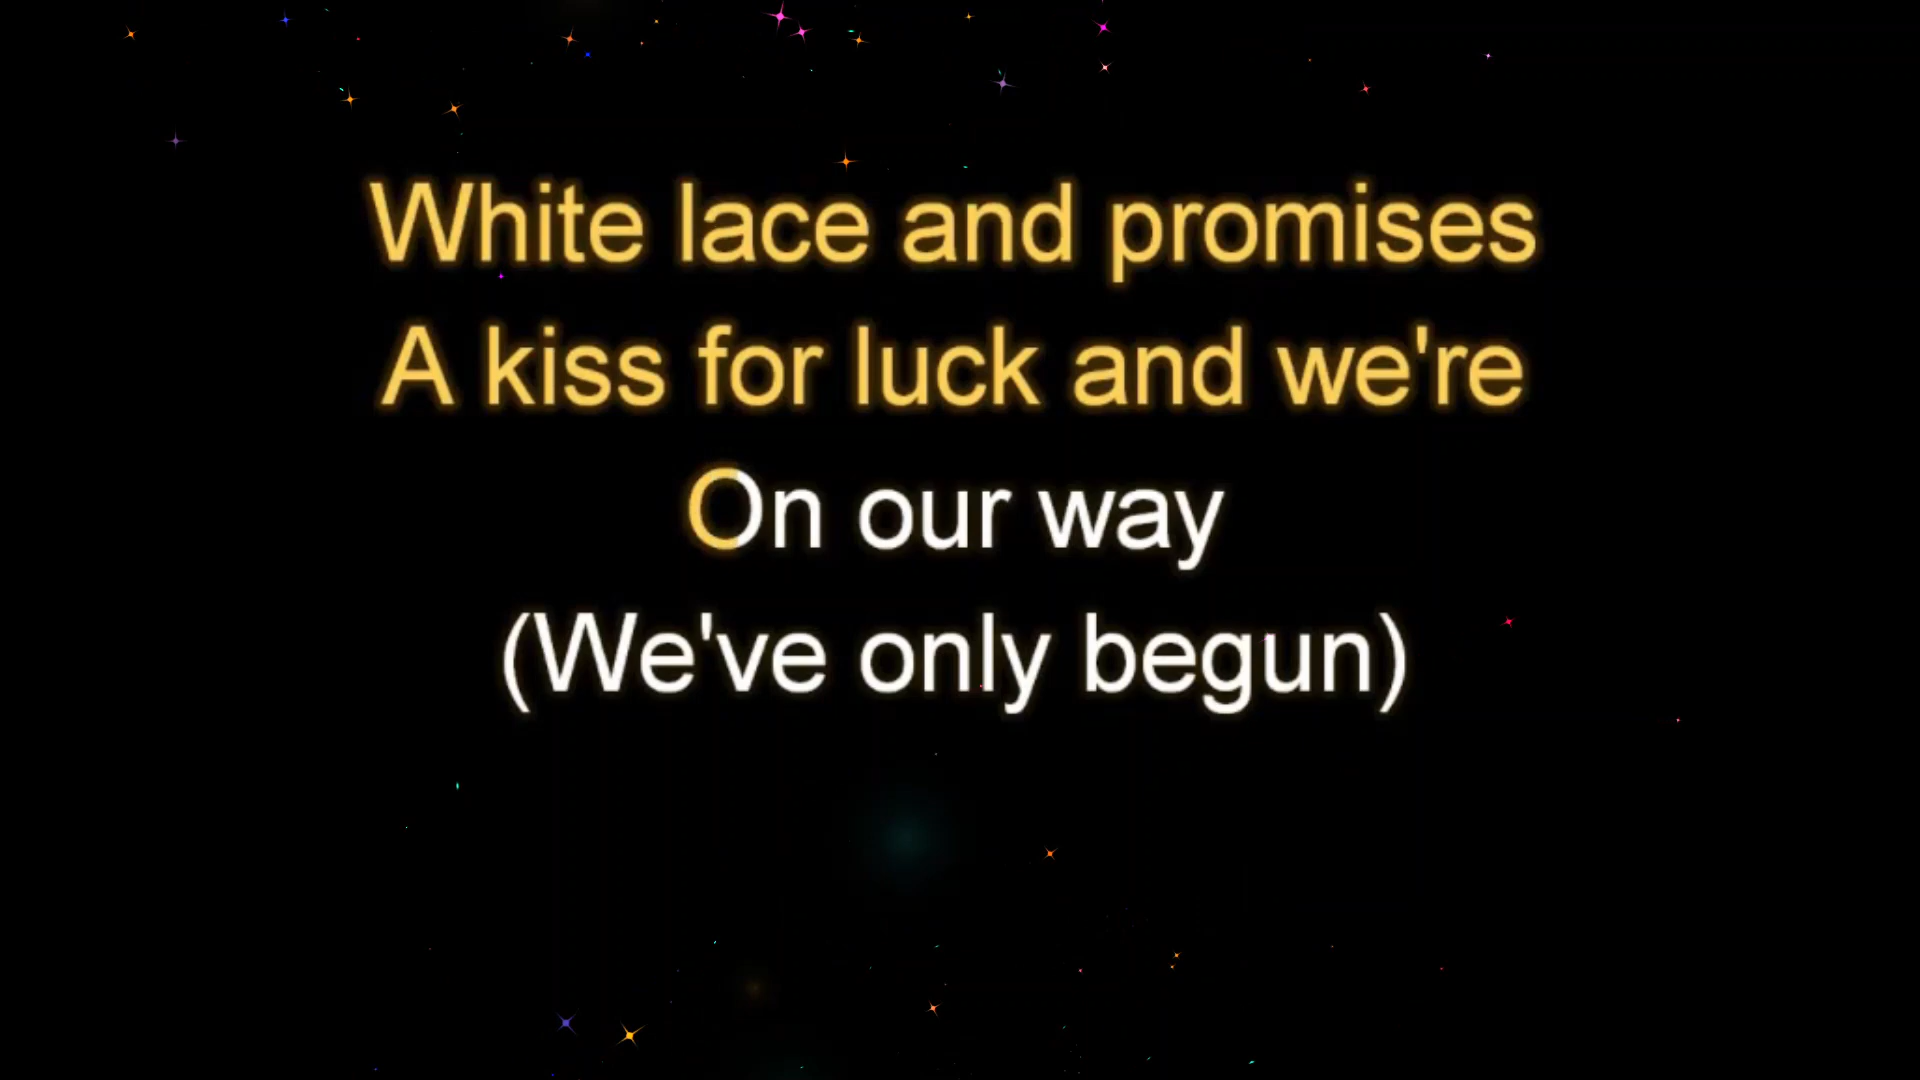 White lace and promises
A kiss for luck and we're
On our way
(We've only begun)